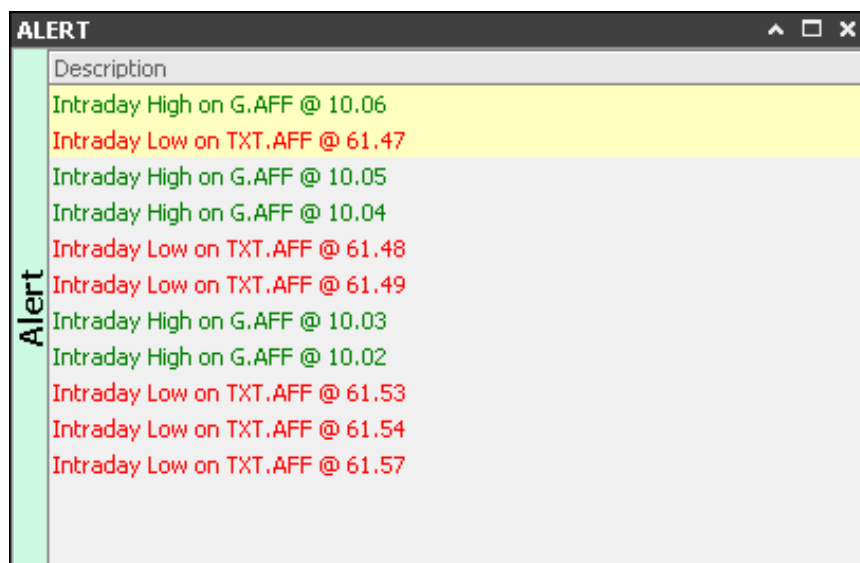 ALERT
Description
Intraday High on G.AFF @ 10.06
Intraday Low on TXT.AFF @ 61.47
Intraday High on G.AFF @ 10.05
Intraday High on G.AFF @ 10.04
Intraday Low on TXT.AFF @ 61.48
Intraday Low on TXT.AFF @ 61.49
Intraday High on G.AFF @ 10.03
Intraday High on G.AFF @ 10.02
Intraday Low on TXT.AFF @ 61.53
Intraday Low on TXT.AFF @ 61.54
Intraday Low on TXT.AFF @ 61.57
Alert